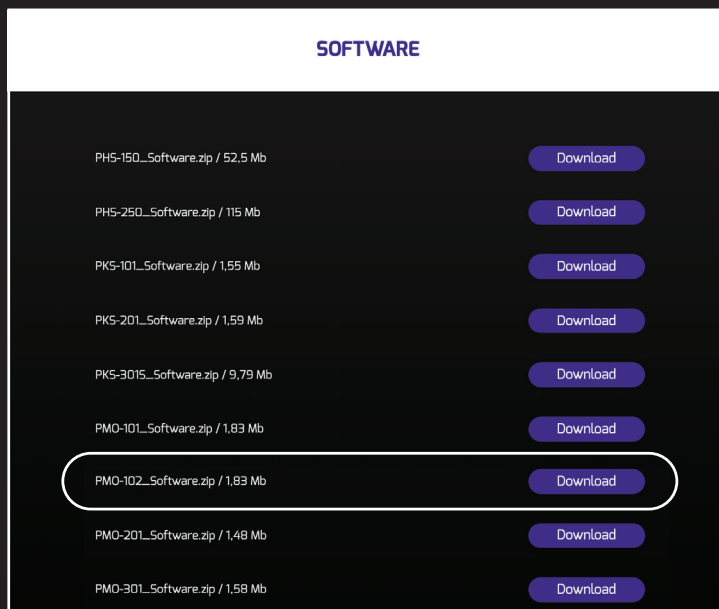 SOFTWARE
PHS-150_Software.zip / 52,5 Mb Download
PHS-250_Software.zip / 115 Mb Download
PKS-101_Software.zip / 1,55 Mb Download
PKS-201_Software.zip / 1,59 Mb Download
PKS-301S_Software.zip / 9,79 Mb Download
PMO-101_Software.zip / 1,83 Mb Download
PMO-102_Software.zip / 1,83 Mb Download
PMO-201_Software.zip / 1,48 Mb Download
PMO-301_Software.zip / 1,58 Mb Download